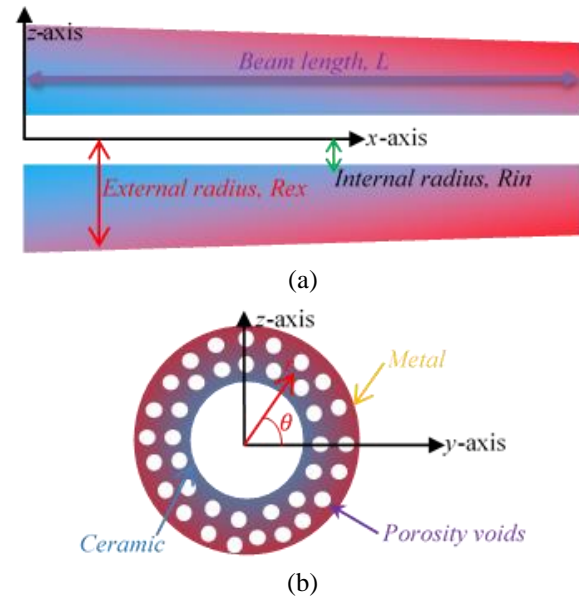 z-axis
Beam length, L
x-axis
External radius, Rex
Internal radius, Rin
(a)
z-axis
Metal
r
θ
y-axis
Ceramic
Porosity voids
(b)